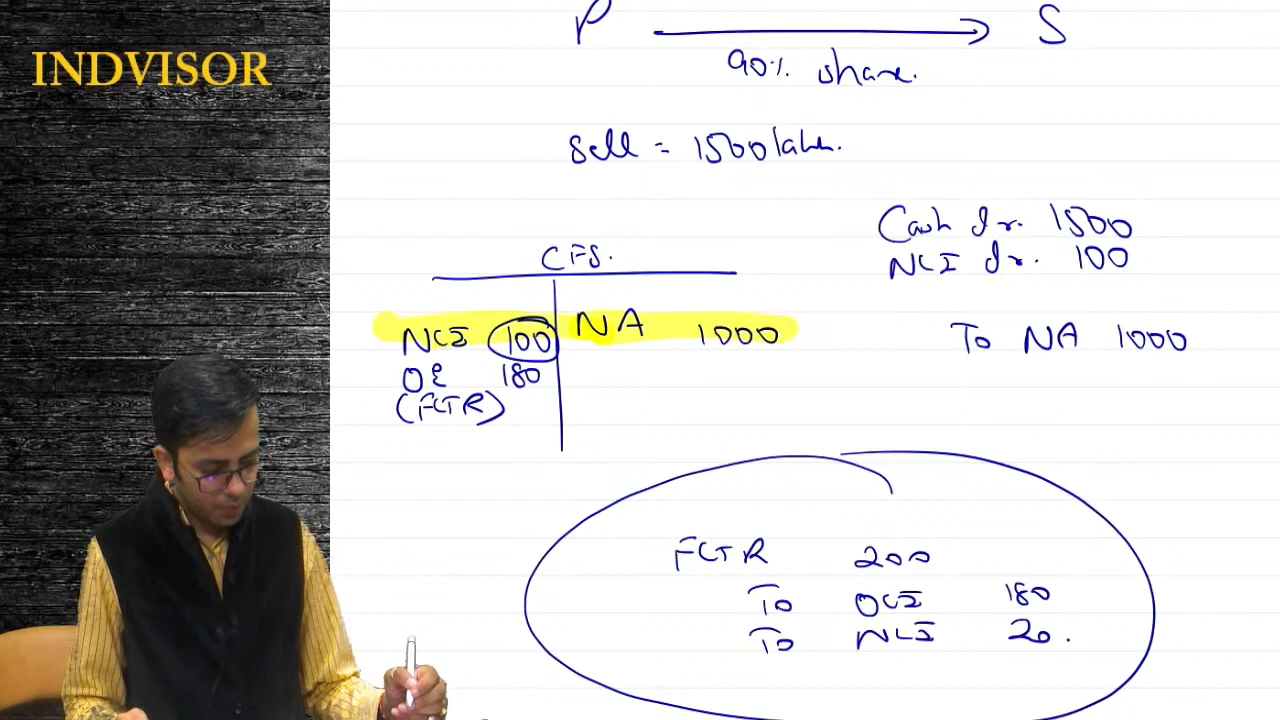 INDVISOR
P S
90% share.
Sell = 1500 lakh.
Cash dr. 1500
NCI dr. 100
To NA 1000
CFS.
NCI 100 NA 1000
OE 180
(FCTR)
FCTR 200
To OCI 180
To NCI 20.